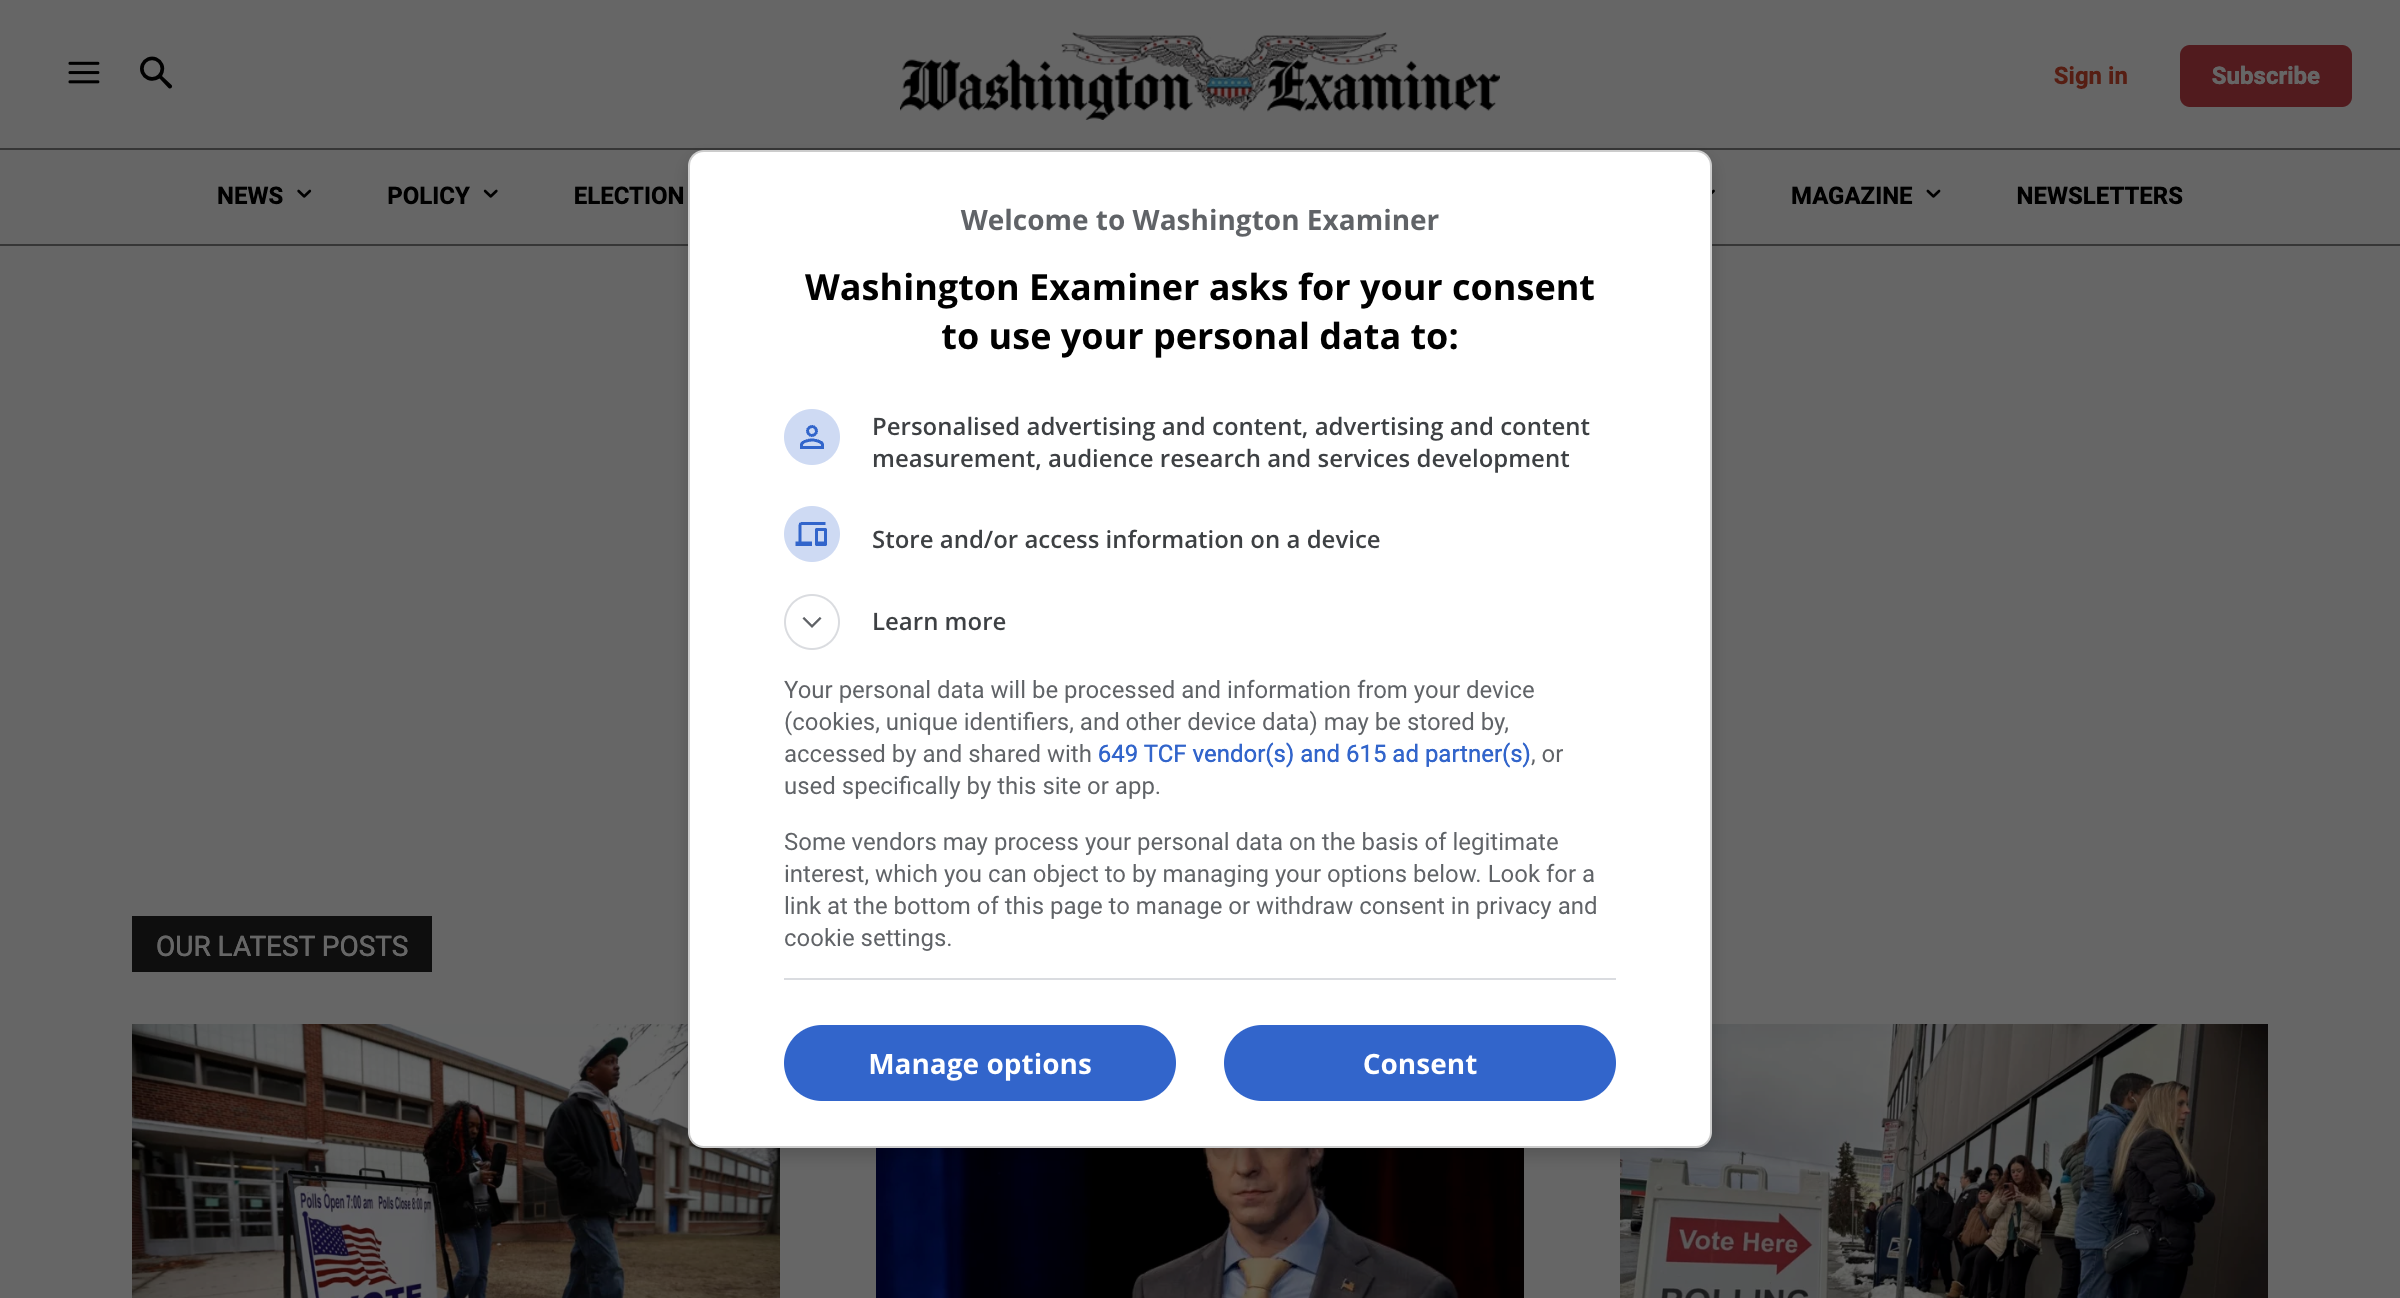 Washington Examiner
Sign in
Subscribe
NEWS
POLICY
ELECTION
MAGAZINE
NEWSLETTERS
Welcome to Washington Examiner
Washington Examiner asks for your consent
to use your personal data to:
Personalised advertising and content, advertising and content
measurement, audience research and services development
Store and/or access information on a device
Learn more
Your personal data will be processed and information from your device
(cookies, unique identifiers, and other device data) may be stored by,
accessed by and shared with 649 TCF vendor(s) and 615 ad partner(s), or
used specifically by this site or app.
Some vendors may process your personal data on the basis of legitimate
interest, which you can object to by managing your options below. Look for a
link at the bottom of this page to manage or withdraw consent in privacy and
cookie settings.
Manage options
Consent
OUR LATEST POSTS
Polls Open 7:00 am Polls Close 8:00 pm
VOTE
Vote Here
POLLING